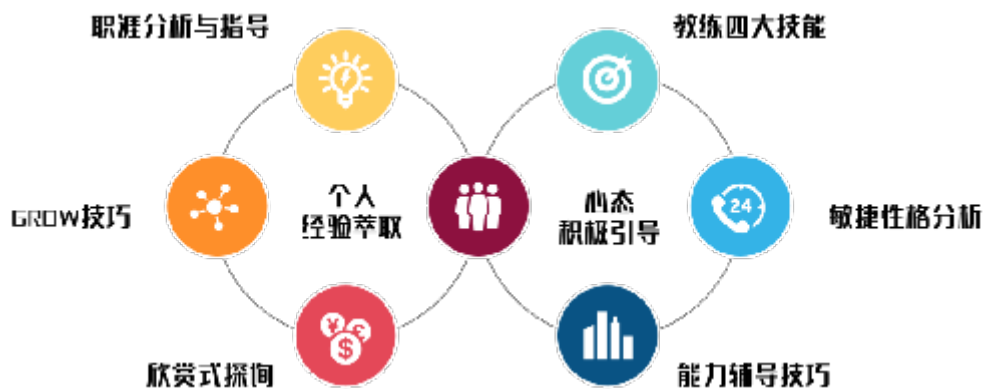 职涯分析与指导
教练四大技能
24
GROW技巧
个人
经验萃取
心态
积极引导
敏捷性格分析
¥
£
$
欣赏式探询
能力辅导技巧